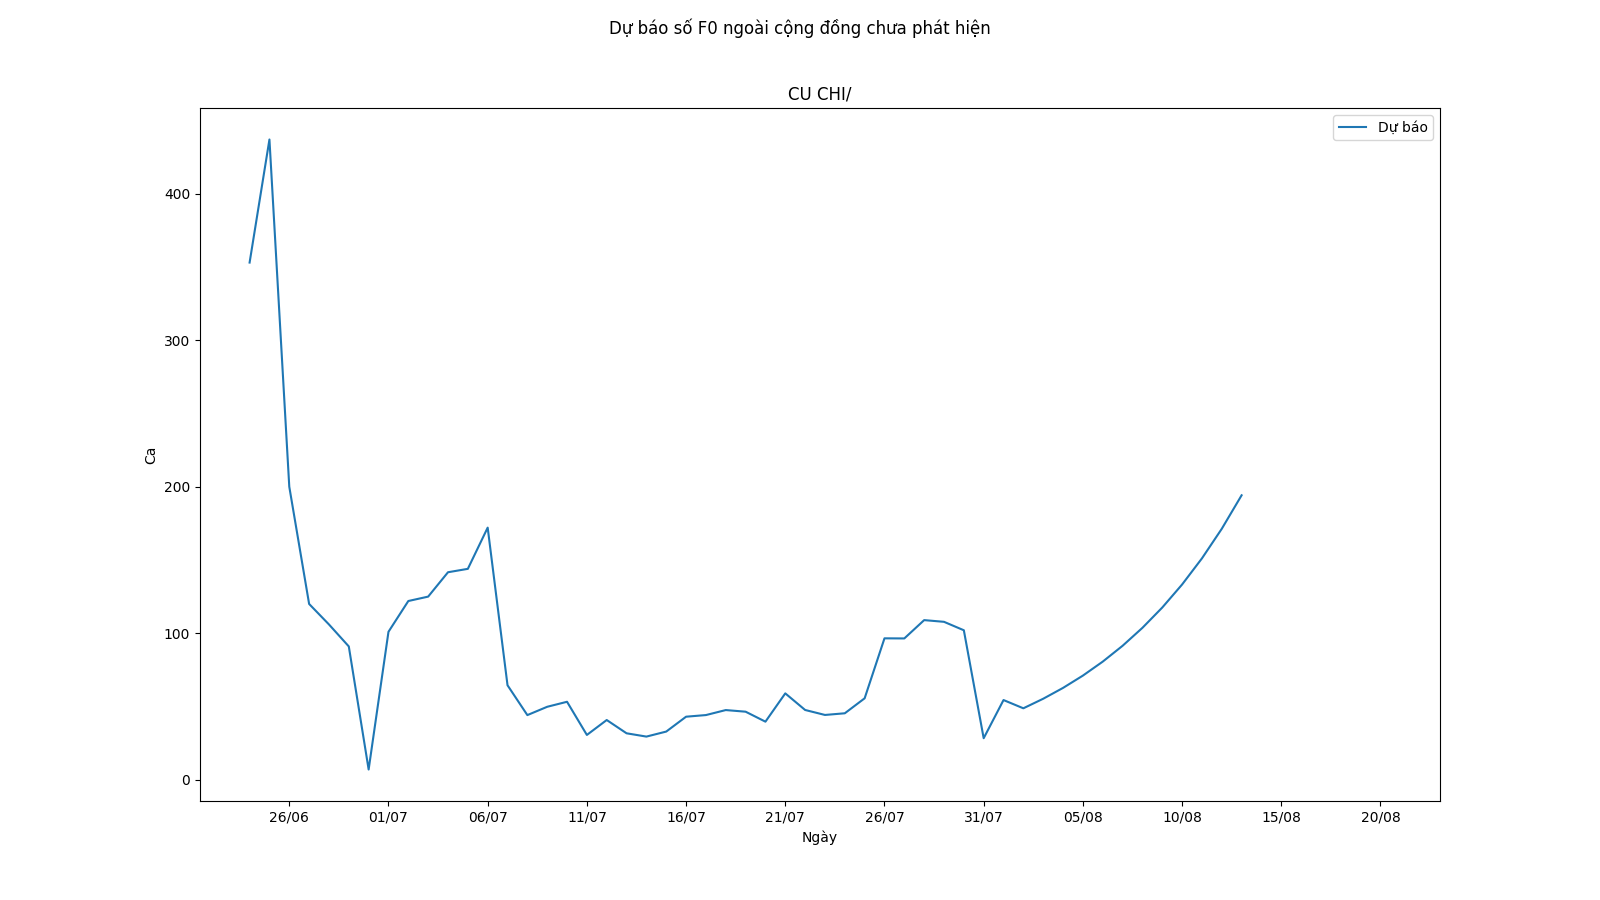 Dự báo số F0 ngoài cộng đồng chưa phát hiện
CU CHI/
Dự báo
400
300
200
100
0
Ca
26/06 01/07 06/07 11/07 16/07 21/07 26/07 31/07 05/08 10/08 15/08 20/08
Ngày